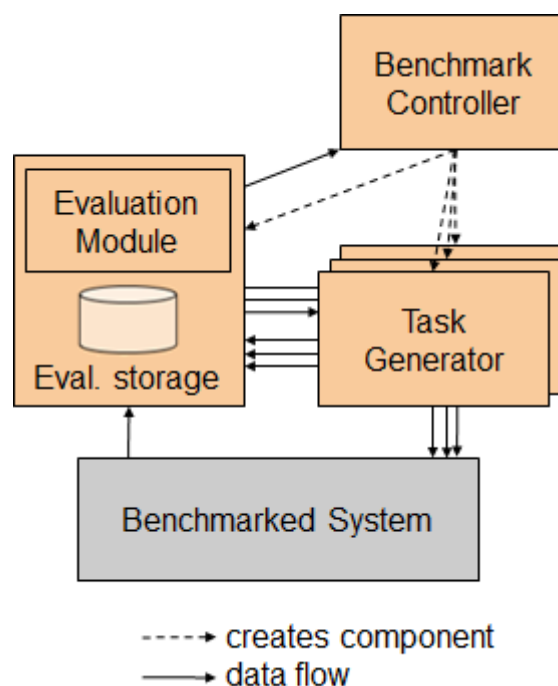 Benchmark
Controller
Evaluation
Module
Eval. storage
Task
Generator
Benchmarked System
creates component
data flow